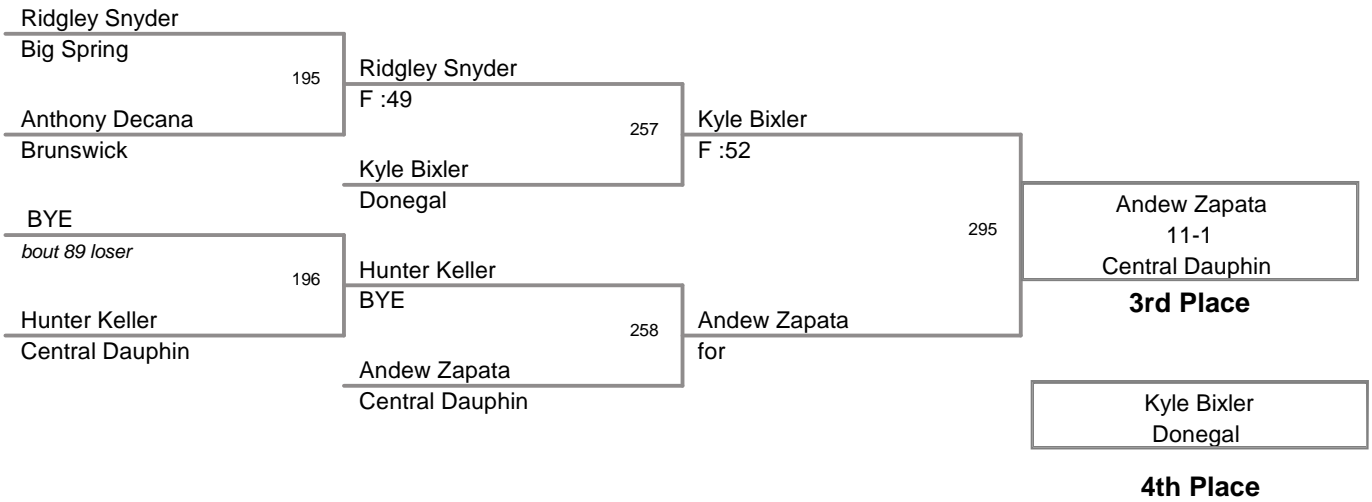 Ridgley Snyder
Big Spring
195
Ridgley Snyder
F :49
Anthony Decana
Brunswick
257
Kyle Bixler
F :52
Kyle Bixler
Donegal
BYE
bout 89 loser
196
Hunter Keller
BYE
Hunter Keller
Central Dauphin
258
Andew Zapata
for
Andew Zapata
Central Dauphin
295
Andew Zapata
11-1
Central Dauphin
3rd Place
Kyle Bixler
Donegal
4th Place